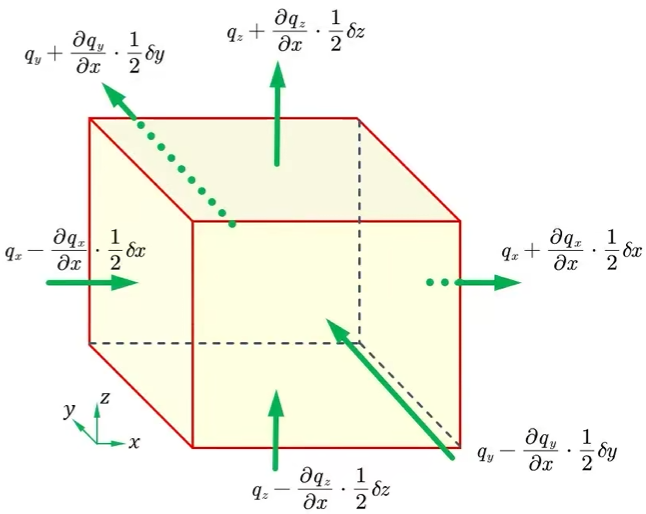 q_z + ∂q_z/∂x · 1/2 δz
q_y + ∂q_y/∂x · 1/2 δy
q_x − ∂q_x/∂x · 1/2 δx
q_x + ∂q_x/∂x · 1/2 δx
z
y
x
q_y − ∂q_y/∂x · 1/2 δy
q_z − ∂q_z/∂x · 1/2 δz